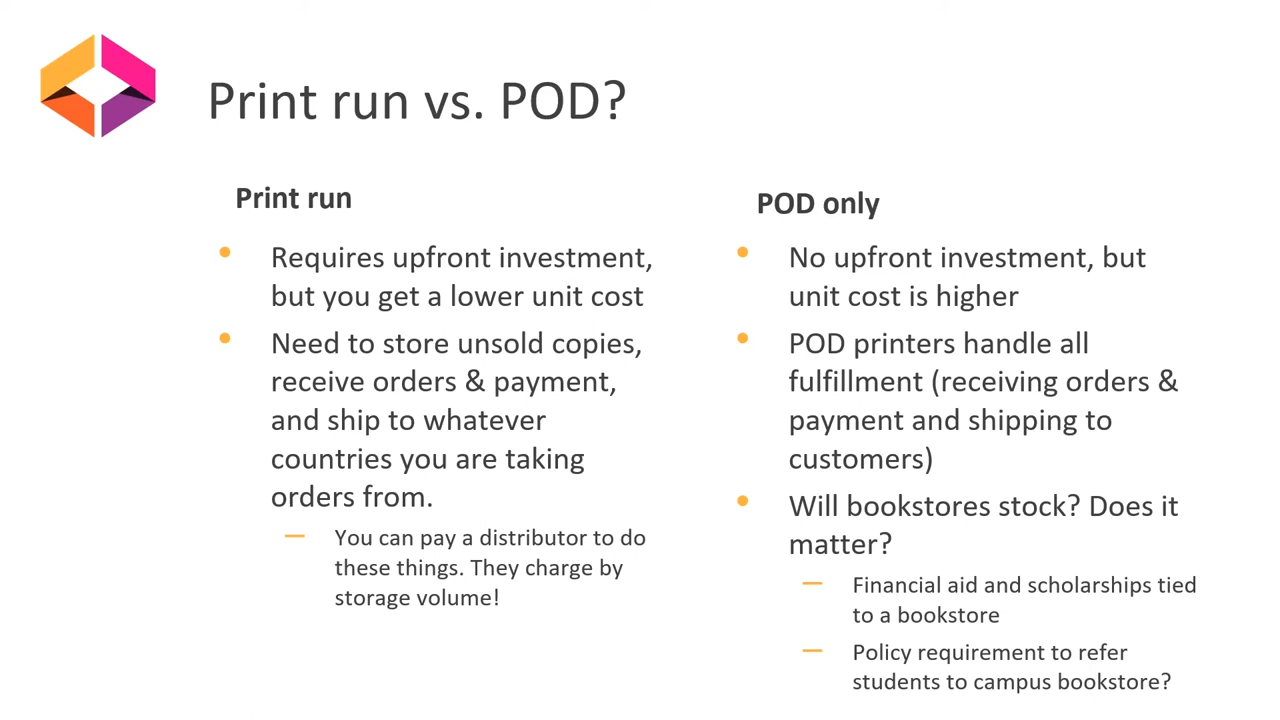 Print run vs. POD?
Print run
Requires upfront investment,
but you get a lower unit cost
Need to store unsold copies,
receive orders & payment,
and ship to whatever
countries you are taking
orders from.
You can pay a distributor to do
these things. They charge by
storage volume!
POD only
No upfront investment, but
unit cost is higher
POD printers handle all
fulfillment (receiving orders &
payment and shipping to
customers)
Will bookstores stock? Does it
matter?
Financial aid and scholarships tied
to a bookstore
Policy requirement to refer
students to campus bookstore?